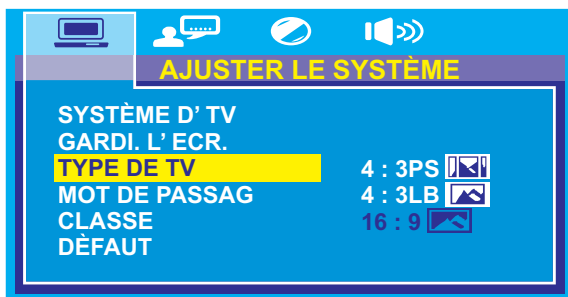 AJUSTER LE SYSTÈME
SYSTÈME D' TV
GARDI. L' ECR.
TYPE DE TV 4 : 3PS
MOT DE PASSAG 4 : 3LB
CLASSE 16 : 9
DÈFAUT